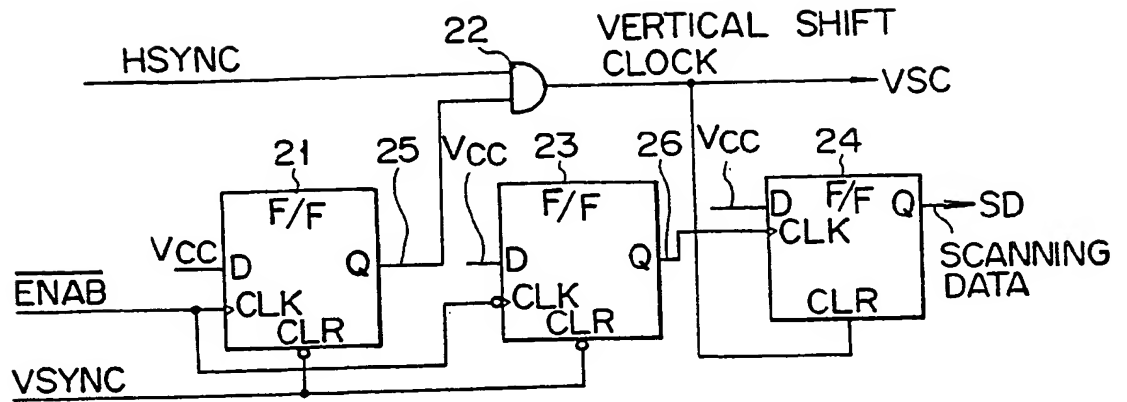 22
VERTICAL SHIFT
CLOCK
HSYNC
VSC
21
25
VCC
23
26
VCC
24
F/F
F/F
F/F
D
Q
SD
CLK
VCC
D
Q
D
Q
SCANNING
DATA
ENAB
CLK
CLR
CLK
CLR
CLR
VSYNC